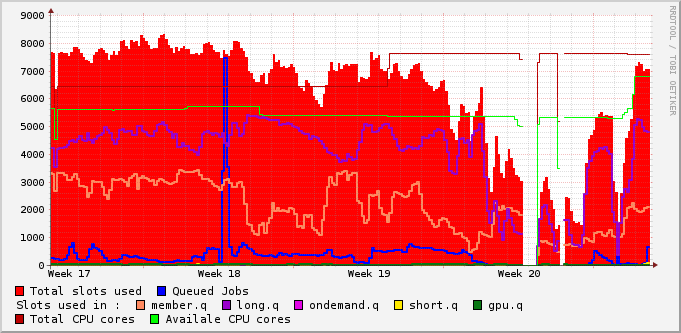 9000
8000
7000
6000
5000
4000
3000
2000
1000
0
Week 17 Week 18 Week 19 Week 20
Total slots used Queued Jobs
Slots used in : member.q long.q ondemand.q short.q gpu.q
Total CPU cores Availale CPU cores
RRDTOOL / TOBI OETIKER